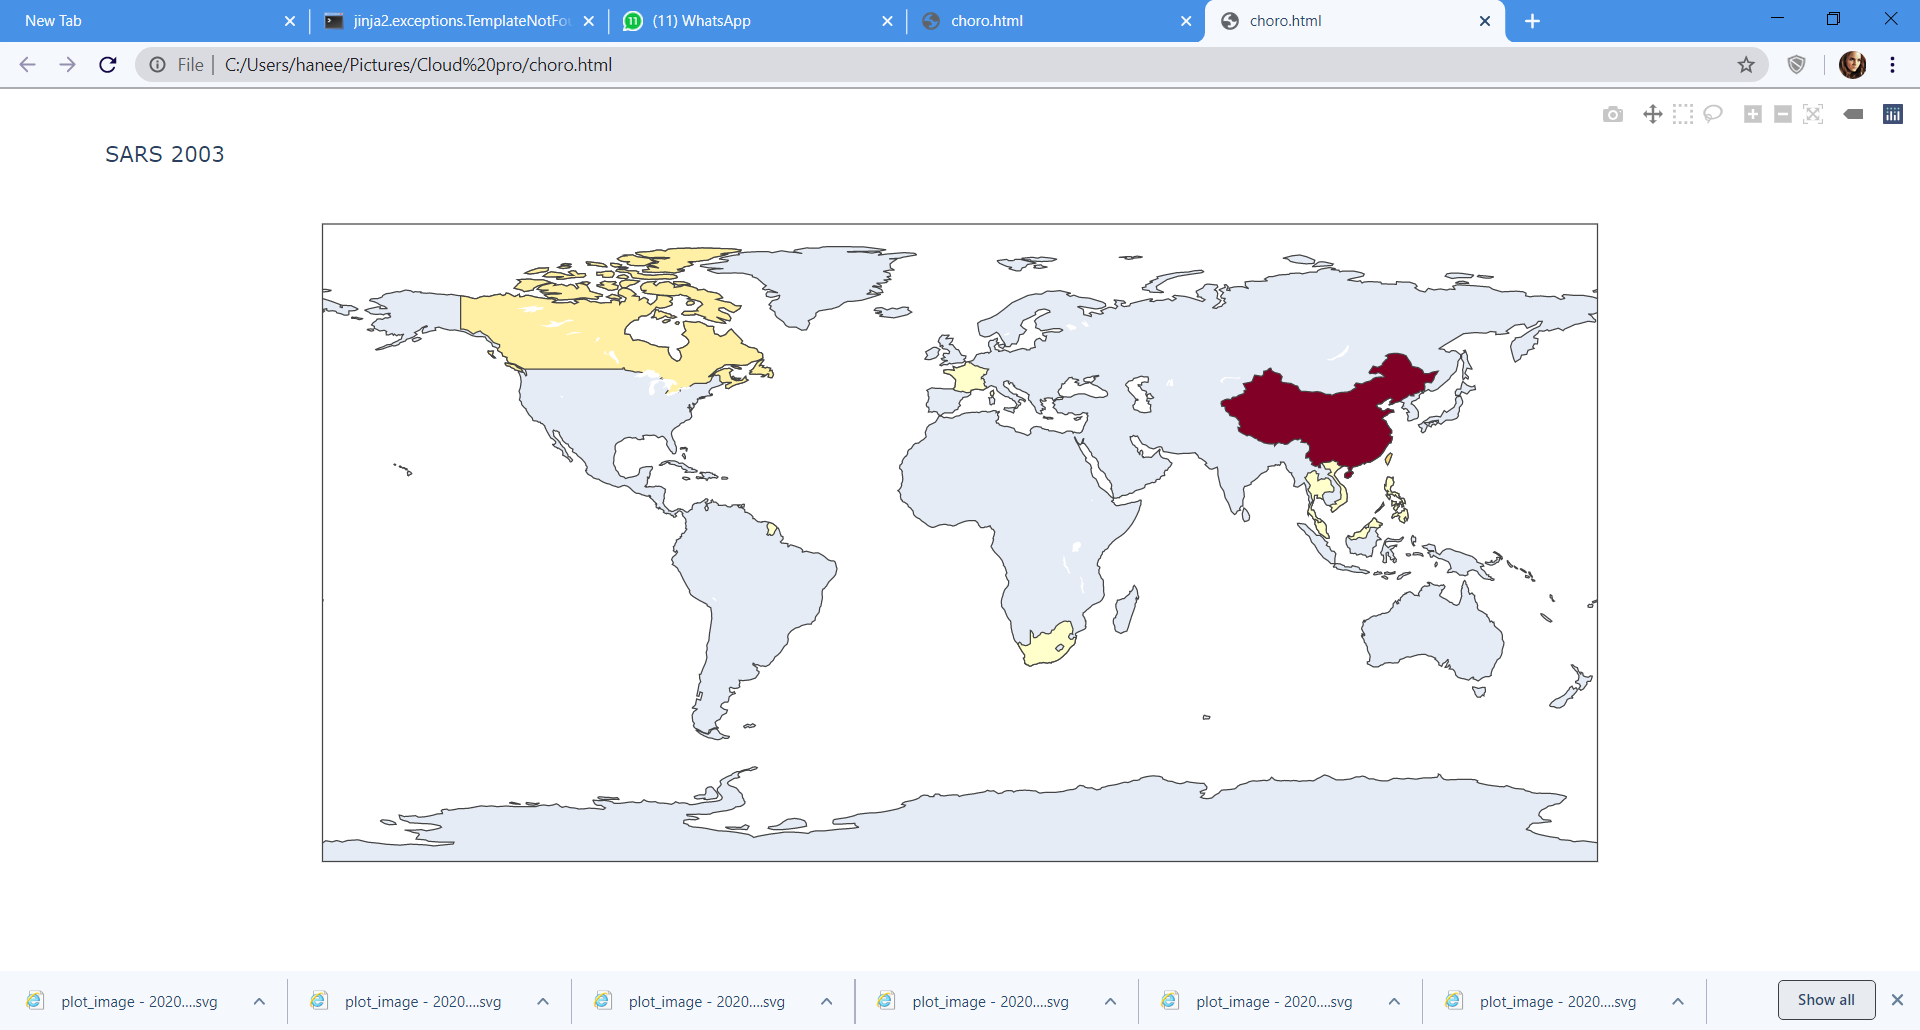 New Tab
jinja2.exceptions.TemplateNotFou
11
(11) WhatsApp
choro.html
choro.html
File
C:/Users/hanee/Pictures/Cloud%20pro/choro.html
SARS 2003
plot_image - 2020....svg
plot_image - 2020....svg
plot_image - 2020....svg
plot_image - 2020....svg
plot_image - 2020....svg
plot_image - 2020....svg
Show all